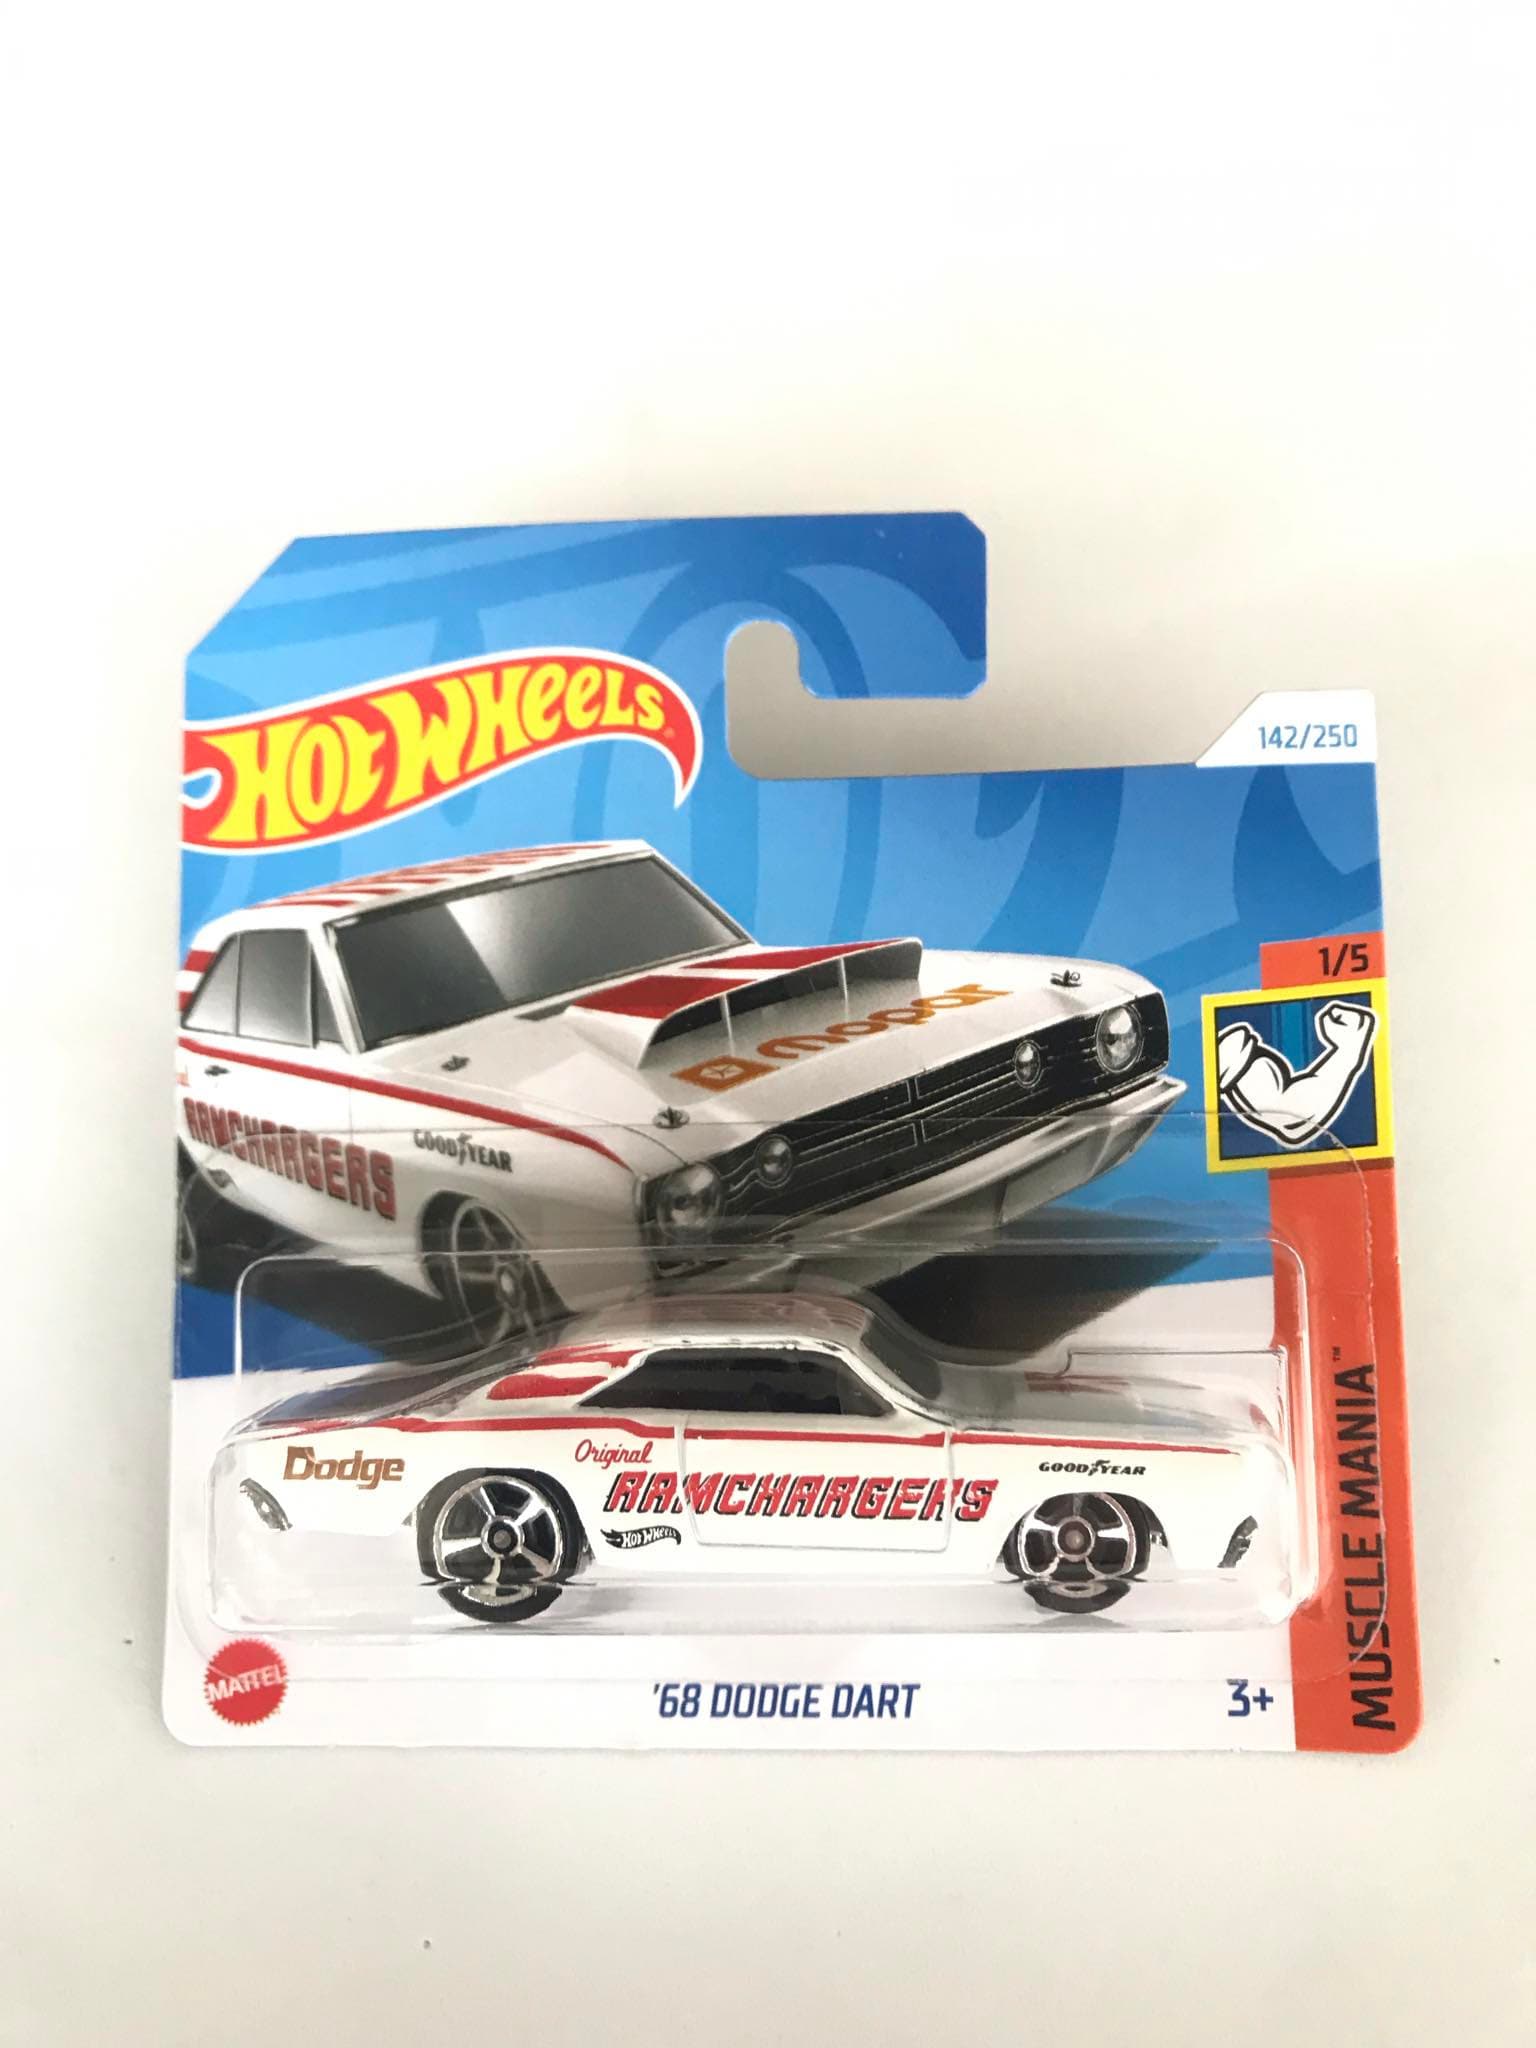 HOT WHEELS
142/250
1/5
mopar
GOODYEAR
RAMCHARGERS
MUSCLE MANIA™
Dodge
Original
RAMCHARGERS
GOODYEAR
HOT WHEELS
MATTEL
'68 DODGE DART
3+